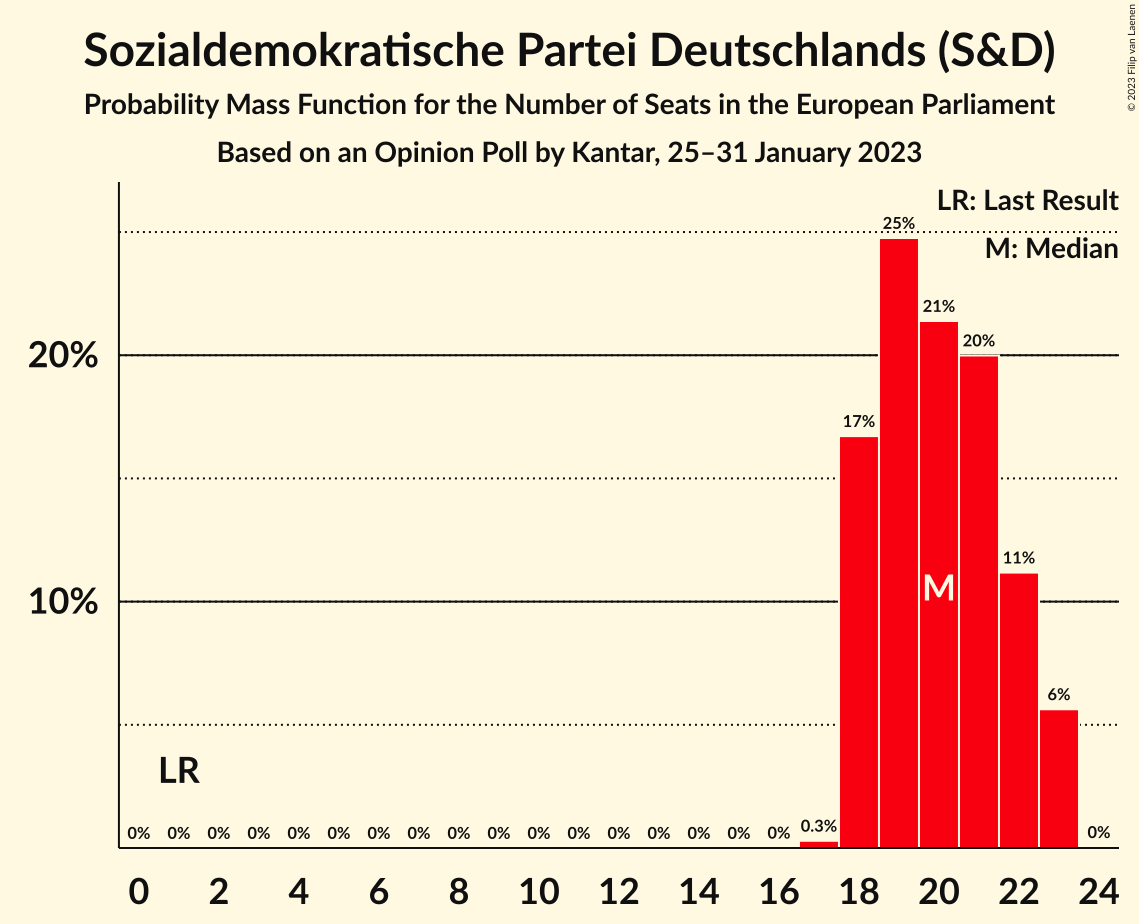 Sozialdemokratische Partei Deutschlands (S&D)
Probability Mass Function for the Number of Seats in the European Parliament
Based on an Opinion Poll by Kantar, 25–31 January 2023
© 2023 Filip van Laenen
LR: Last Result
M: Median
25%
21%
20%
20%
17%
11%
10%
M
6%
LR
0% 0% 0% 0% 0% 0% 0% 0% 0% 0% 0% 0% 0% 0% 0% 0% 0% 0.3% 0%
0 2 4 6 8 10 12 14 16 18 20 22 24